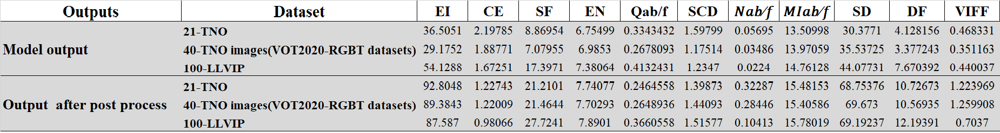 Outputs Dataset EI CE SF EN Qab/f SCD Nab/f MIab/f SD DF VIFF
21-TNO 36.5051 2.19785 8.86954 6.75499 0.3343432 1.59799 0.05695 13.50998 30.3771 4.128156 0.468331
Model output 40-TNO images(VOT2020-RGBT datasets) 29.1752 1.88771 7.07955 6.9853 0.2678093 1.17514 0.03486 13.97059 35.53725 3.377243 0.351163
100-LLVIP 54.1288 1.67251 17.3971 7.38064 0.4132431 1.2347 0.0224 14.76128 44.07731 7.670392 0.440037
21-TNO 92.8048 1.22743 21.2101 7.74077 0.2464558 1.39873 0.32287 15.48153 68.75376 10.72673 1.223969
Output after post process 40-TNO images(VOT2020-RGBT datasets) 89.3843 1.22009 21.4644 7.70293 0.2648936 1.44093 0.28446 15.40586 69.673 10.56935 1.259908
100-LLVIP 87.587 0.98066 27.7241 7.8901 0.3660558 1.51577 0.10413 15.78019 69.19237 12.19391 0.7037